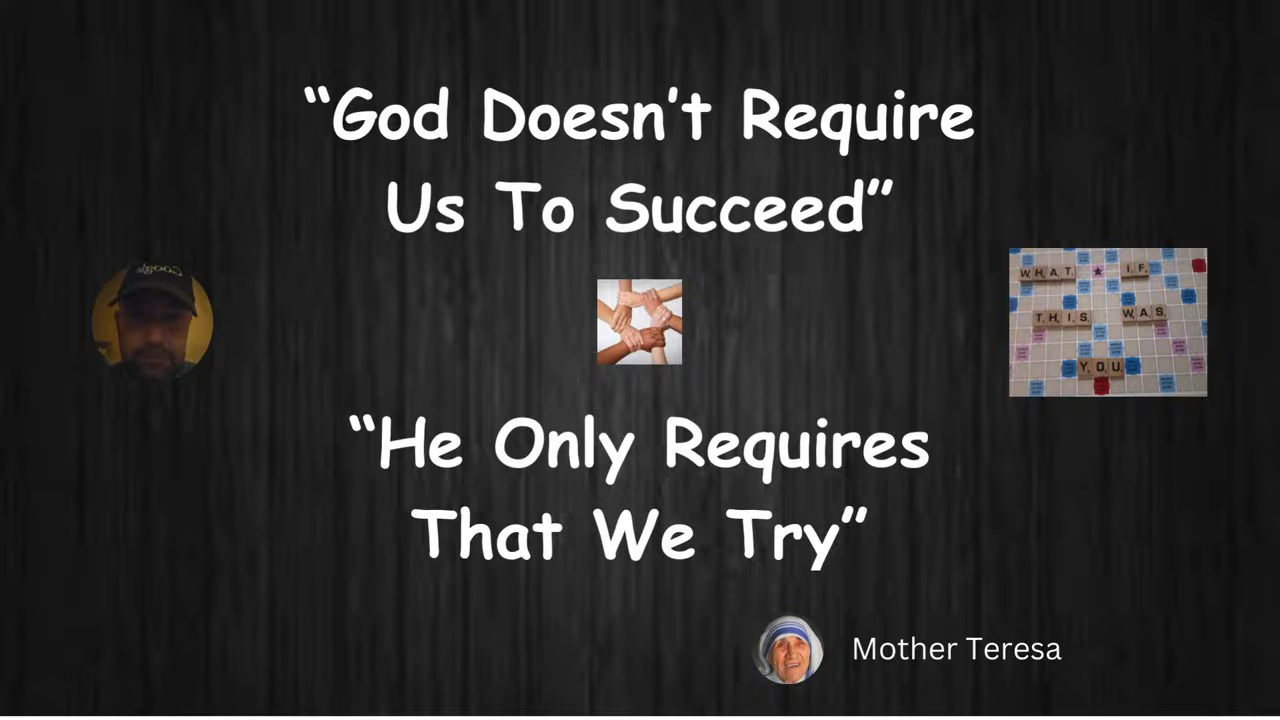 “God Doesn’t Require
Us To Succeed”
WHAT IF
THIS WAS
YOU
“He Only Requires
That We Try”
Mother Teresa